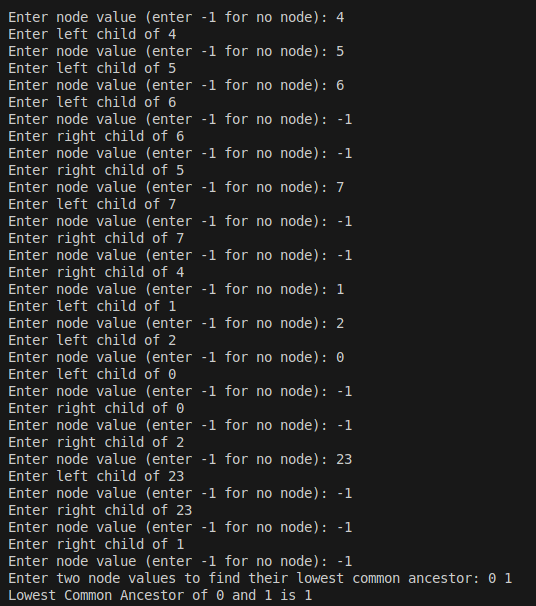 Enter node value (enter -1 for no node): 4
Enter left child of 4
Enter node value (enter -1 for no node): 5
Enter left child of 5
Enter node value (enter -1 for no node): 6
Enter left child of 6
Enter node value (enter -1 for no node): -1
Enter right child of 6
Enter node value (enter -1 for no node): -1
Enter right child of 5
Enter node value (enter -1 for no node): 7
Enter left child of 7
Enter node value (enter -1 for no node): -1
Enter right child of 7
Enter node value (enter -1 for no node): -1
Enter right child of 4
Enter node value (enter -1 for no node): 1
Enter left child of 1
Enter node value (enter -1 for no node): 2
Enter left child of 2
Enter node value (enter -1 for no node): 0
Enter left child of 0
Enter node value (enter -1 for no node): -1
Enter right child of 0
Enter node value (enter -1 for no node): -1
Enter right child of 2
Enter node value (enter -1 for no node): 23
Enter left child of 23
Enter node value (enter -1 for no node): -1
Enter right child of 23
Enter node value (enter -1 for no node): -1
Enter right child of 1
Enter node value (enter -1 for no node): -1
Enter two node values to find their lowest common ancestor: 0 1
Lowest Common Ancestor of 0 and 1 is 1